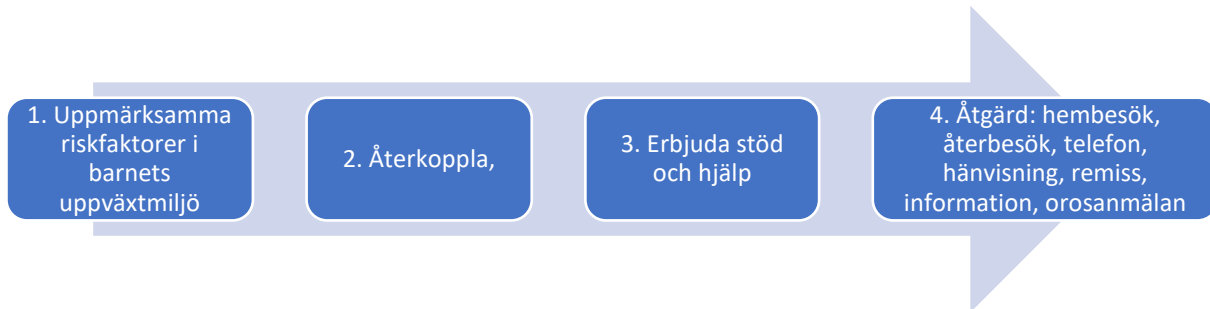 1. Uppmärksamma
riskfaktorer i
barnets
uppväxtmiljö
2. Återkoppla,
3. Erbjuda stöd
och hjälp
4. Åtgärd: hembesök,
återbesök, telefon,
hänvisning, remiss,
information, orosanmälan